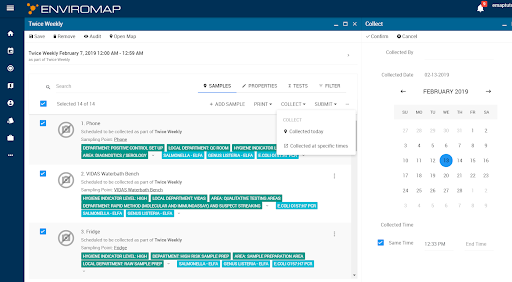 ENVIROMAP
emaptuto
Twice Weekly
Save
Remove
Audit
Open Map
Twice Weekly February 7, 2019 12:00 AM - 12:59 AM
as part of Twice Weekly
Search
SAMPLES
PROPERTIES
TESTS
FILTER
Selected 14 of 14
+ ADD SAMPLE
PRINT
COLLECT
SUBMIT
COLLECT
Collected today
Collected at specific times
1. Phone
Scheduled to be collected as part of Twice Weekly
Sampling Point: Phone
DEPARTMENT: POSITIVE CONTROL SET-UP
LOCAL DEPARTMENT: QC ROOM
HYGIENE INDICATOR L
AREA: DIAGNOSTICS / SEROLOGY
SALMONELLA - ELFA
GENUS LISTERIA - ELFA
E.COLI O157:H7 PCR
2. VIDAS Waterbath Bench
Scheduled to be collected as part of Twice Weekly
Sampling Point: VIDAS Waterbath Bench
HYGIENE INDICATOR LEVEL: HIGH
LOCAL DEPARTMENT: VIDAS
AREA: QUALITATIVE TESTING AREAS
DEPARTMENT: RAPID METHOD (MOLECULAR AND IMMUNOASSAY) AND SUSPECT STREAKING
E.COLI O157:H7 PCR
SALMONELLA - ELFA
GENUS LISTERIA - ELFA
3. Fridge
Scheduled to be collected as part of Twice Weekly
Sampling Point: Fridge
HYGIENE INDICATOR LEVEL: HIGH
DEPARTMENT: HIGH RISK SAMPLE PREP
AREA: SAMPLE PREPARATION AREA
LOCAL DEPARTMENT: RAW SAMPLE PREP
SALMONELLA - ELFA
GENUS LISTERIA - ELFA
E.COLI O157:H7 PCR
Collect
Confirm
Cancel
Collected By
Collected Date
02-13-2019
FEBRUARY 2019
SU MO TU WE TH FR SA
27 28 29 30 31 1 2
3 4 5 6 7 8 9
10 11 12 13 14 15 16
17 18 19 20 21 22 23
24 25 26 27 28 1 2
Collected Time
Same Time
12:33 PM
End Time